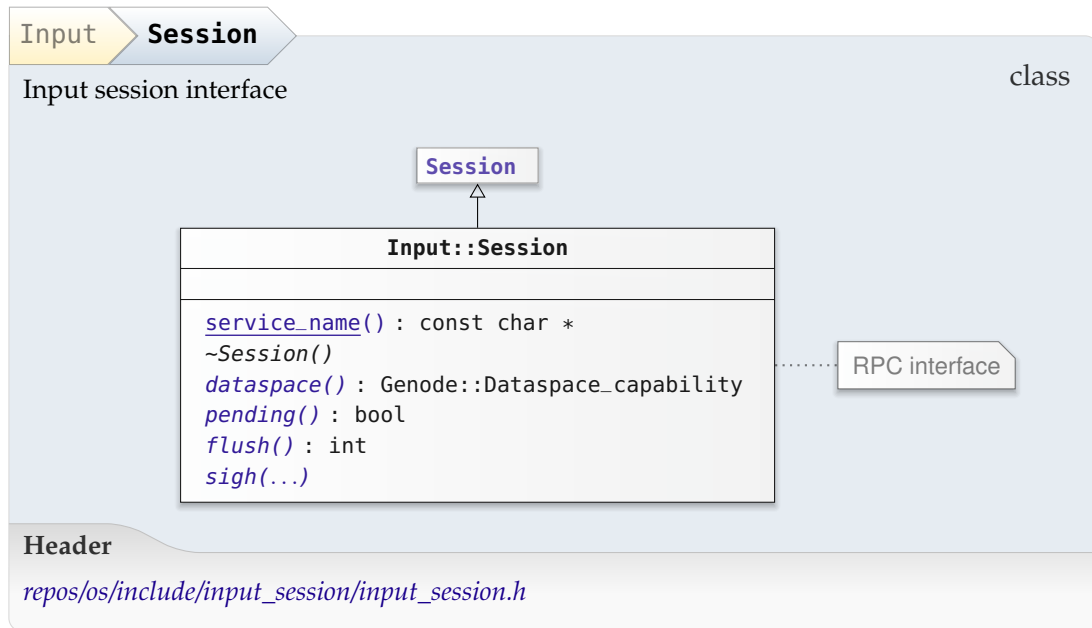 Input Session
class
Input session interface
Session
Input::Session
service_name() : const char *
~Session()
dataspace() : Genode::Dataspace_capability
pending() : bool
flush() : int
sigh(...)
RPC interface
Header
repos/os/include/input_session/input_session.h